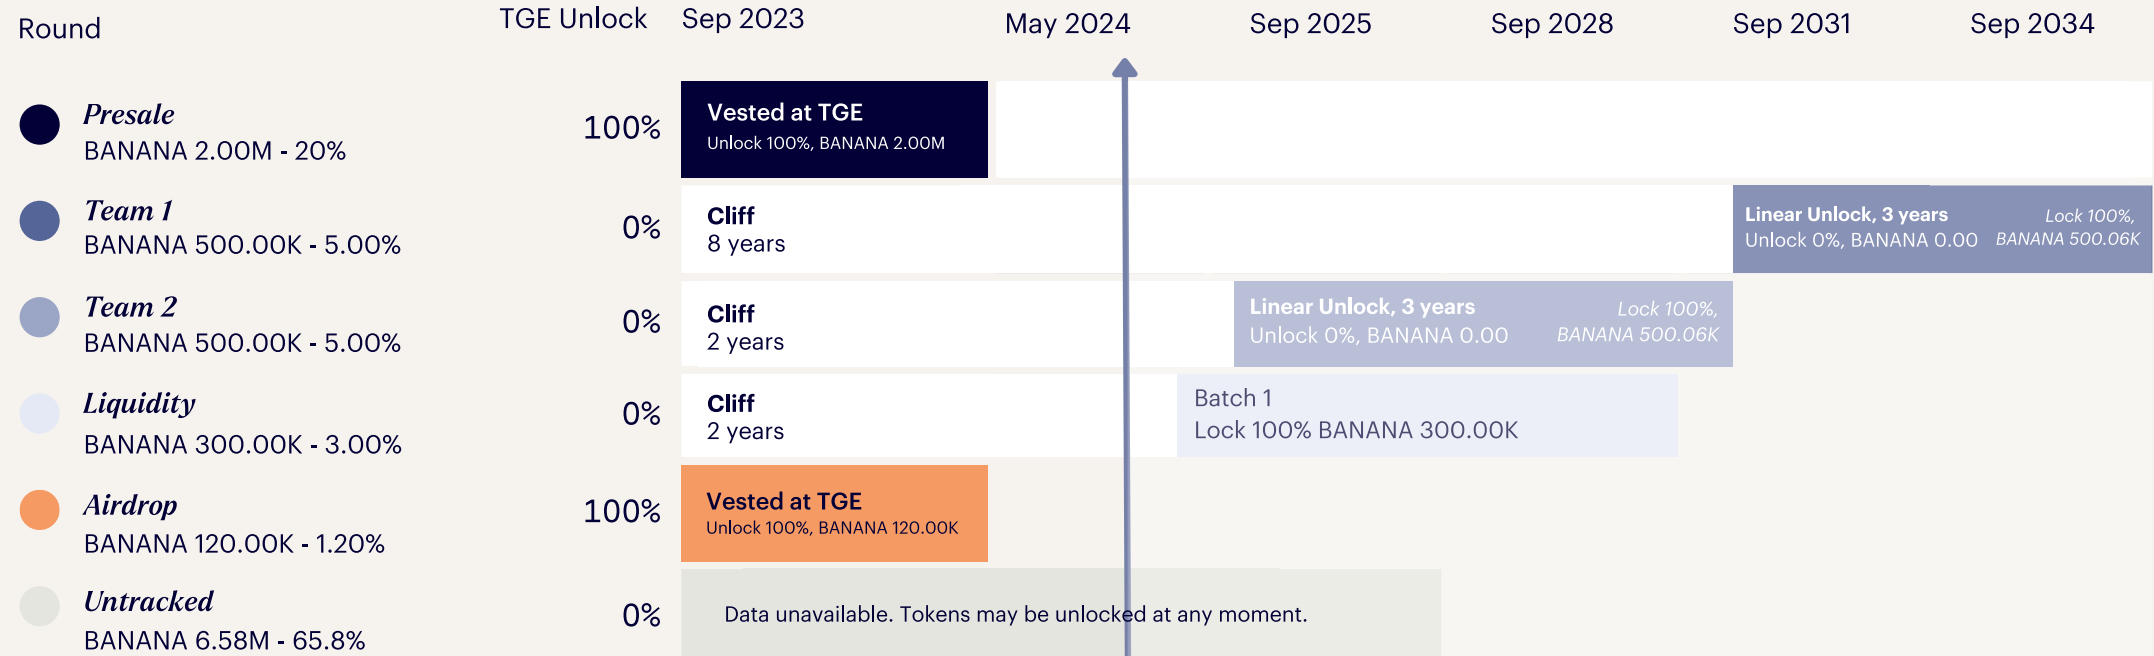 Round
TGE Unlock
Sep 2023
May 2024
Sep 2025
Sep 2028
Sep 2031
Sep 2034
Presale
BANANA 2.00M - 20%
100%
Vested at TGE
Unlock 100%, BANANA 2.00M
Team 1
BANANA 500.00K - 5.00%
0%
Cliff
8 years
Linear Unlock, 3 years
Unlock 0%, BANANA 0.00
Lock 100%,
BANANA 500.06K
Team 2
BANANA 500.00K - 5.00%
0%
Cliff
2 years
Linear Unlock, 3 years
Unlock 0%, BANANA 0.00
Lock 100%,
BANANA 500.06K
Liquidity
BANANA 300.00K - 3.00%
0%
Cliff
2 years
Batch 1
Lock 100% BANANA 300.00K
Airdrop
BANANA 120.00K - 1.20%
100%
Vested at TGE
Unlock 100%, BANANA 120.00K
Untracked
BANANA 6.58M - 65.8%
0%
Data unavailable. Tokens may be unlocked at any moment.